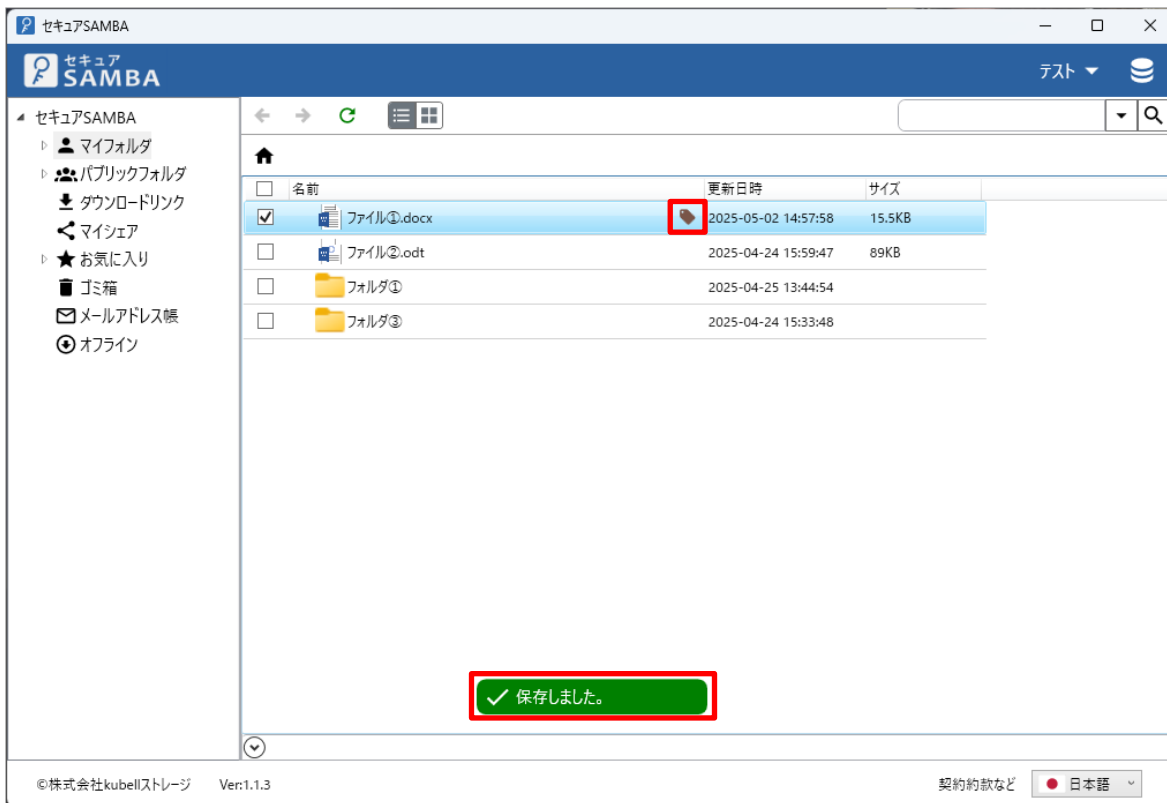 セキュアSAMBA
セキュア
SAMBA
テスト
セキュアSAMBA
マイフォルダ
パブリックフォルダ
ダウンロードリンク
マイシェア
お気に入り
ゴミ箱
メールアドレス帳
オフライン
名前 更新日時 サイズ
ファイル①.docx 2025-05-02 14:57:58 15.5KB
ファイル②.odt 2025-04-24 15:59:47 89KB
フォルダ① 2025-04-25 13:44:54
フォルダ③ 2025-04-24 15:33:48
保存しました。
©株式会社kubellストレージ Ver:1.1.3 契約約款など 日本語